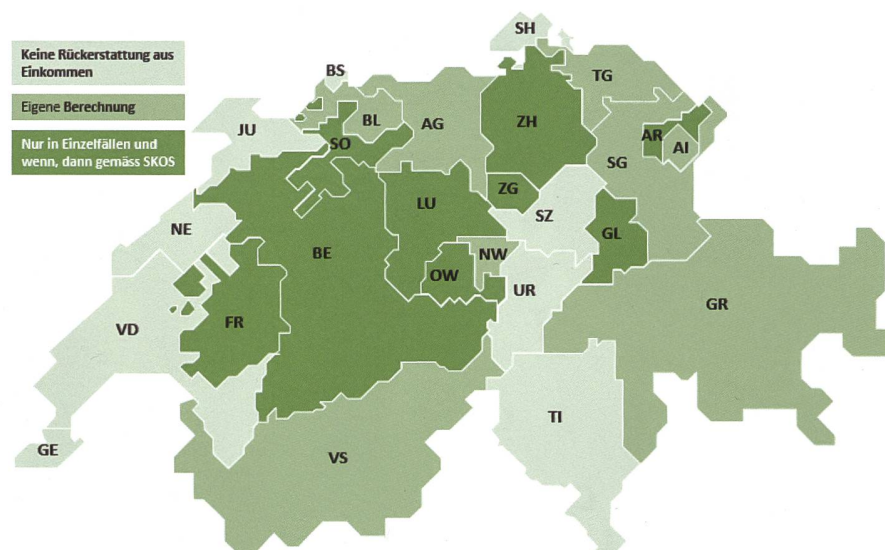 Keine Rückerstattung aus
Einkommen
Eigene Berechnung
Nur in Einzelfällen und
wenn, dann gemäss SKOS
SH
BS
TG
JU
BL
AG
ZH
SO
AR
AI
SG
ZG
LU
SZ
NE
GL
BE
NW
OW
UR
GR
FR
VD
TI
GE
VS